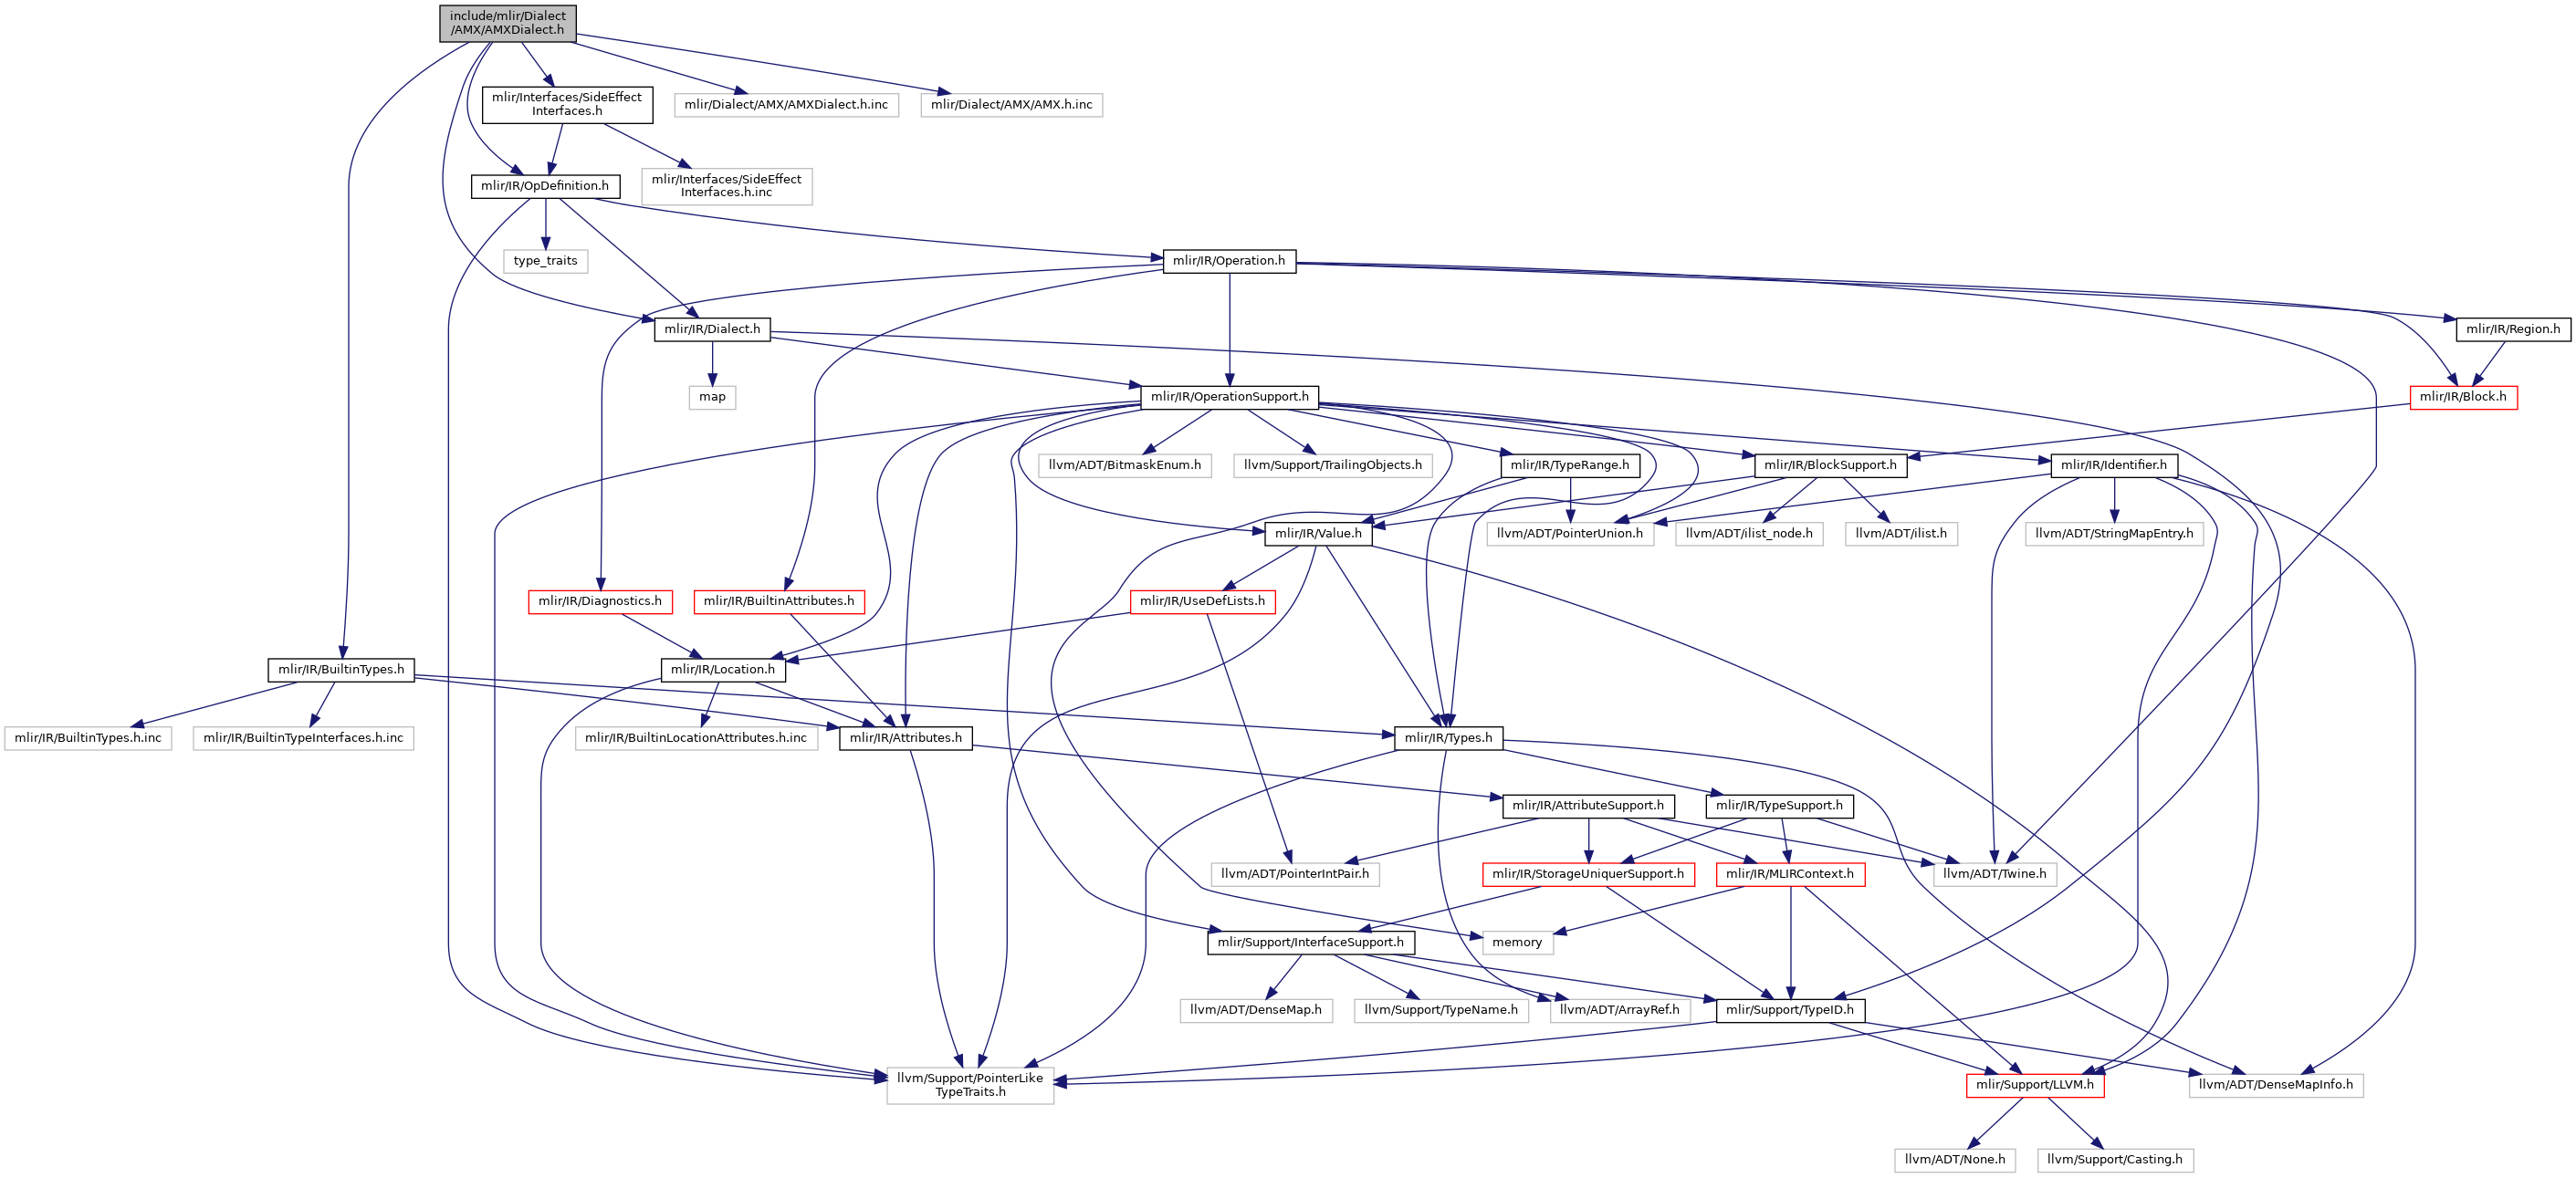 include/mlir/Dialect
/AMX/AMXDialect.h
mlir/Interfaces/SideEffect
Interfaces.h
mlir/Dialect/AMX/AMXDialect.h.inc
mlir/Dialect/AMX/AMX.h.inc
mlir/IR/OpDefinition.h
mlir/Interfaces/SideEffect
Interfaces.h.inc
type_traits
mlir/IR/Operation.h
mlir/IR/Dialect.h
mlir/IR/Region.h
map
mlir/IR/OperationSupport.h
mlir/IR/Block.h
llvm/ADT/BitmaskEnum.h
llvm/Support/TrailingObjects.h
mlir/IR/TypeRange.h
mlir/IR/BlockSupport.h
mlir/IR/Identifier.h
mlir/IR/Value.h
llvm/ADT/PointerUnion.h
llvm/ADT/ilist_node.h
llvm/ADT/ilist.h
llvm/ADT/StringMapEntry.h
mlir/IR/Diagnostics.h
mlir/IR/BuiltinAttributes.h
mlir/IR/UseDefLists.h
mlir/IR/BuiltinTypes.h
mlir/IR/Location.h
mlir/IR/BuiltinTypes.h.inc
mlir/IR/BuiltinTypeInterfaces.h.inc
mlir/IR/BuiltinLocationAttributes.h.inc
mlir/IR/Attributes.h
mlir/IR/Types.h
mlir/IR/AttributeSupport.h
mlir/IR/TypeSupport.h
llvm/ADT/PointerIntPair.h
mlir/IR/StorageUniquerSupport.h
mlir/IR/MLIRContext.h
llvm/ADT/Twine.h
mlir/Support/InterfaceSupport.h
memory
llvm/ADT/DenseMap.h
llvm/Support/TypeName.h
llvm/ADT/ArrayRef.h
mlir/Support/TypeID.h
llvm/Support/PointerLike
TypeTraits.h
mlir/Support/LLVM.h
llvm/ADT/DenseMapInfo.h
llvm/ADT/None.h
llvm/Support/Casting.h